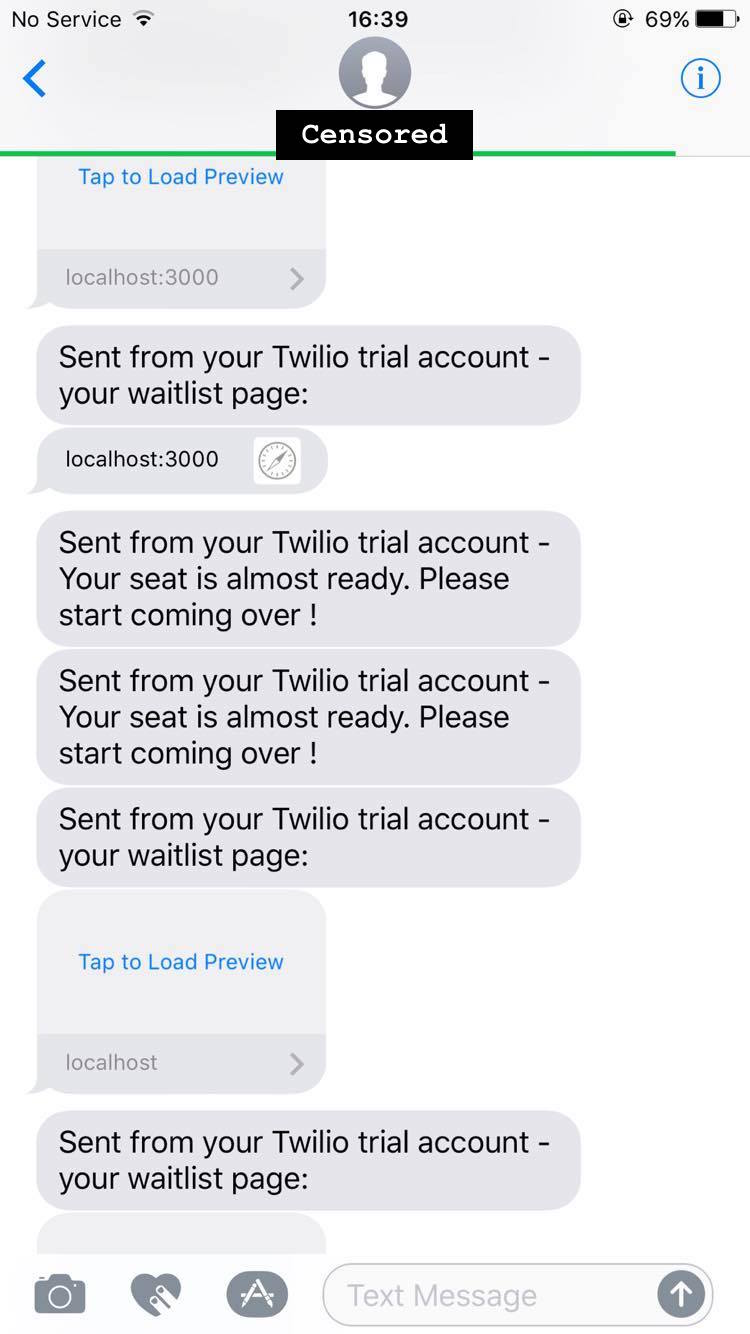 No Service 16:39 69%
Censored
Tap to Load Preview
localhost:3000
Sent from your Twilio trial account -
your waitlist page:
localhost:3000
Sent from your Twilio trial account -
Your seat is almost ready. Please
start coming over !
Sent from your Twilio trial account -
Your seat is almost ready. Please
start coming over !
Sent from your Twilio trial account -
your waitlist page:
Tap to Load Preview
localhost
Sent from your Twilio trial account -
your waitlist page:
Text Message